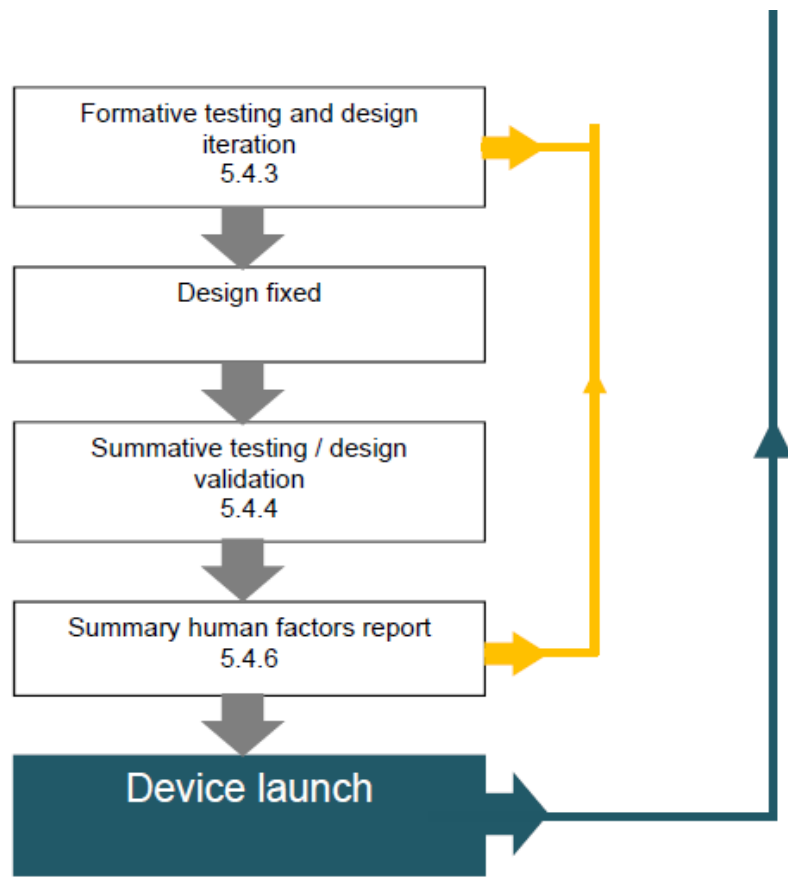 Formative testing and design
iteration
5.4.3
Design fixed
Summative testing / design
validation
5.4.4
Summary human factors report
5.4.6
Device launch